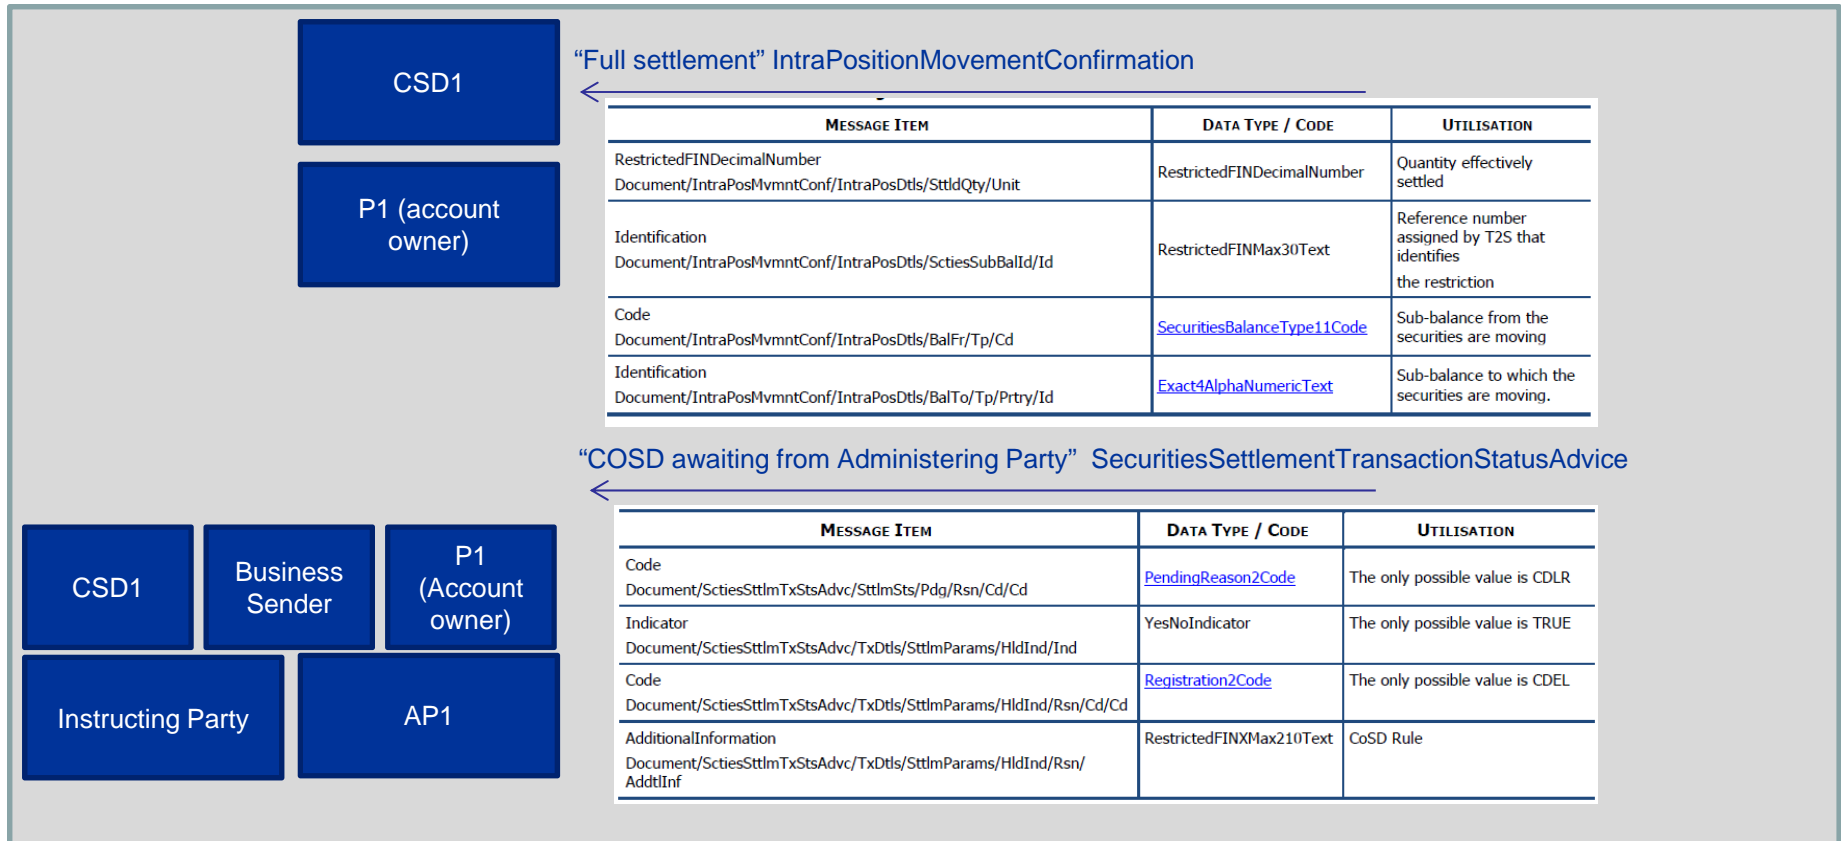 CSD1
P1 (account
owner)
“Full settlement” IntraPositionMovementConfirmation
MESSAGE ITEM DATA TYPE / CODE UTILISATION
RestrictedFINDecimalNumber
Document/IntraPosMvmntConf/IntraPosDtls/SttldQty/Unit
RestrictedFINDecimalNumber
Quantity effectively
settled
Identification
Document/IntraPosMvmntConf/IntraPosDtls/SctiesSubBalId/Id
RestrictedFINMax30Text
Reference number
assigned by T2S that
identifies
the restriction
Code
Document/IntraPosMvmntConf/IntraPosDtls/BalFr/Tp/Cd
SecuritiesBalanceType11Code
Sub-balance from the
securities are moving
Identification
Document/IntraPosMvmntConf/IntraPosDtls/BalTo/Tp/Prtry/Id
Exact4AlphaNumericText
Sub-balance to which the
securities are moving.
“COSD awaiting from Administering Party” SecuritiesSettlementTransactionStatusAdvice
CSD1
Business
Sender
P1
(Account
owner)
Instructing Party
AP1
MESSAGE ITEM DATA TYPE / CODE UTILISATION
Code
Document/SctiesSttlmTxStsAdvc/SttlmSts/Pdg/Rsn/Cd/Cd
PendingReason2Code
The only possible value is CDLR
Indicator
Document/SctiesSttlmTxStsAdvc/TxDtls/SttlmParams/HldInd/Ind
YesNoIndicator
The only possible value is TRUE
Code
Document/SctiesSttlmTxStsAdvc/TxDtls/SttlmParams/HldInd/Rsn/Cd/Cd
Registration2Code
The only possible value is CDEL
AdditionalInformation
Document/SctiesSttlmTxStsAdvc/TxDtls/SttlmParams/HldInd/Rsn/
AddtlInf
RestrictedFINXMax210Text
CoSD Rule